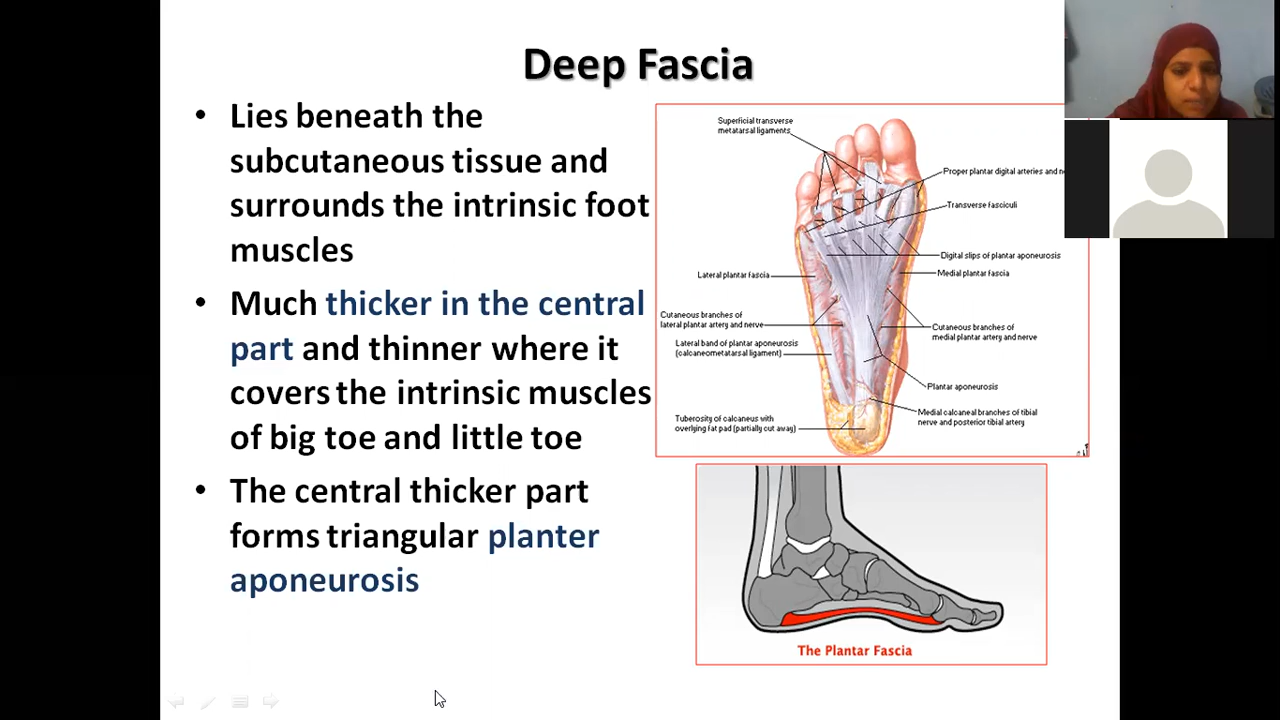 Deep Fascia
• Lies beneath the
subcutaneous tissue and
surrounds the intrinsic foot
muscles
• Much thicker in the central
part and thinner where it
covers the intrinsic muscles
of big toe and little toe
• The central thicker part
forms triangular planter
aponeurosis
Superficial transverse
metatarsal ligaments
Proper plantar digital arteries and
Transverse fasciculi
Digital slips of plantar aponeurosis
Medial plantar fascia
Lateral plantar fascia
Cutaneous branches of
lateral plantar artery and nerve
Cutaneous branches of
medial plantar artery and nerve
Lateral band of plantar aponeurosis
(calcaneometatarsal ligament)
Plantar aponeurosis
Medial calcaneal branches of tibial
nerve and posterior tibial artery
Tuberosity of calcaneus with
overlying fat pad (partially cut away)
The Plantar Fascia